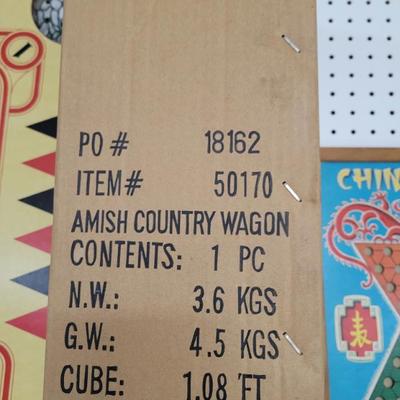 PO # 18162
ITEM# 50170
AMISH COUNTRY WAGON
CONTENTS: 1 PC
N.W.: 3.6 KGS
G.W.: 4.5 KGS
CUBE: 1.08 'FT
CHIN